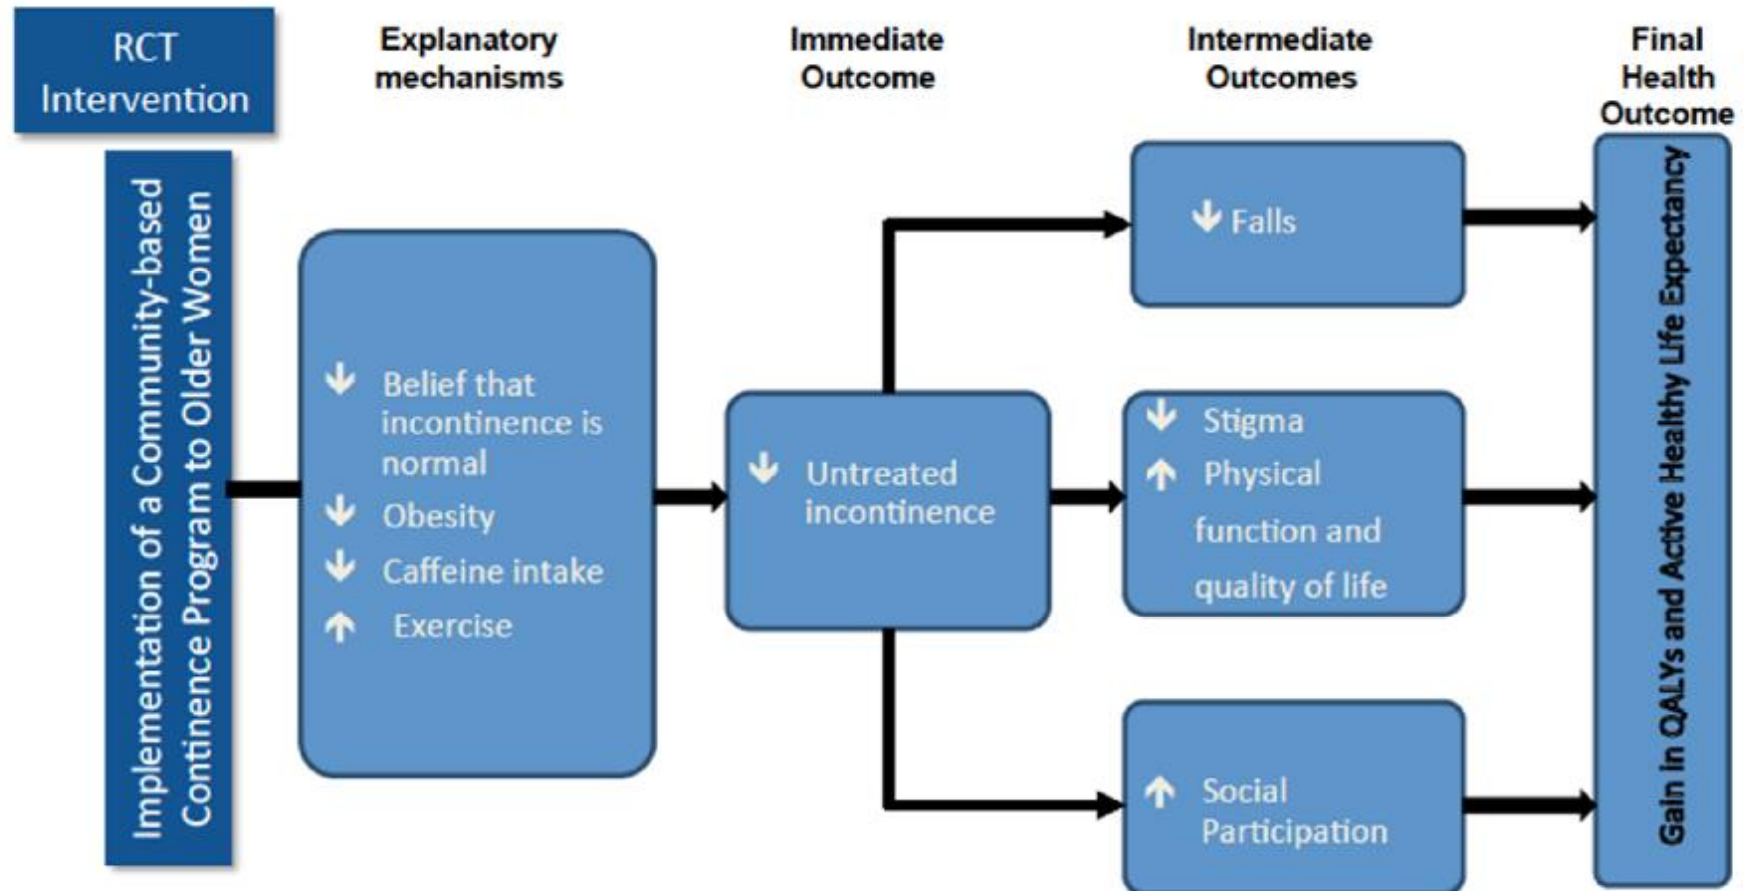 RCT
Intervention
Explanatory
mechanisms
Immediate
Outcome
Intermediate
Outcomes
Final
Health
Outcome
Implementation of a Community-based
Continence Program to Older Women
↓ Belief that
incontinence is
normal
↓ Obesity
↓ Caffeine intake
↑ Exercise
↓ Untreated
incontinence
↓ Falls
↓ Stigma
↑ Physical
function and
quality of life
↑ Social
Participation
Gain in QALYs and Active Healthy Life Expectancy